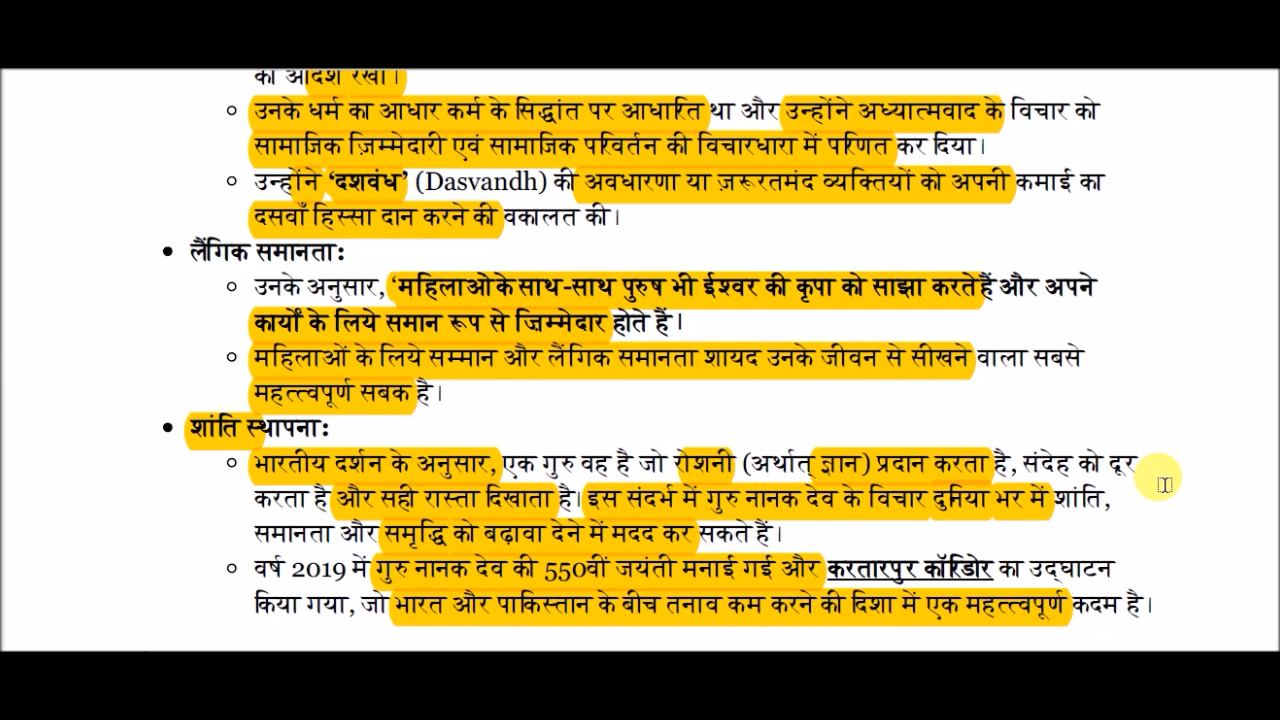 को आदर्श रखा।
उनके धर्म का आधार कर्म के सिद्धांत पर आधारित था और उन्होंने अध्यात्मवाद के विचार को
सामाजिक ज़िम्मेदारी एवं सामाजिक परिवर्तन की विचारधारा में परिणत कर दिया।
उन्होंने ‘दशवंध’ (Dasvandh) की अवधारणा या ज़रूरतमंद व्यक्तियों को अपनी कमाई का
दसवाँ हिस्सा दान करने की वकालत की।
लैंगिक समानता:
उनके अनुसार, ‘महिलाओं के साथ-साथ पुरुष भी ईश्वर की कृपा को साझा करते हैं और अपने
कार्यों के लिये समान रूप से ज़िम्मेदार होते हैं।
महिलाओं के लिये सम्मान और लैंगिक समानता शायद उनके जीवन से सीखने वाला सबसे
महत्त्वपूर्ण सबक है।
शांति स्थापना:
भारतीय दर्शन के अनुसार, एक गुरु वह है जो रोशनी (अर्थात् ज्ञान) प्रदान करता है, संदेह को दूर
करता है और सही रास्ता दिखाता है। इस संदर्भ में गुरु नानक देव के विचार दुनिया भर में शांति,
समानता और समृद्धि को बढ़ावा देने में मदद कर सकते हैं।
वर्ष 2019 में गुरु नानक देव की 550वीं जयंती मनाई गई और करतारपुर कॉरिडोर का उद्घाटन
किया गया, जो भारत और पाकिस्तान के बीच तनाव कम करने की दिशा में एक महत्त्वपूर्ण कदम है।